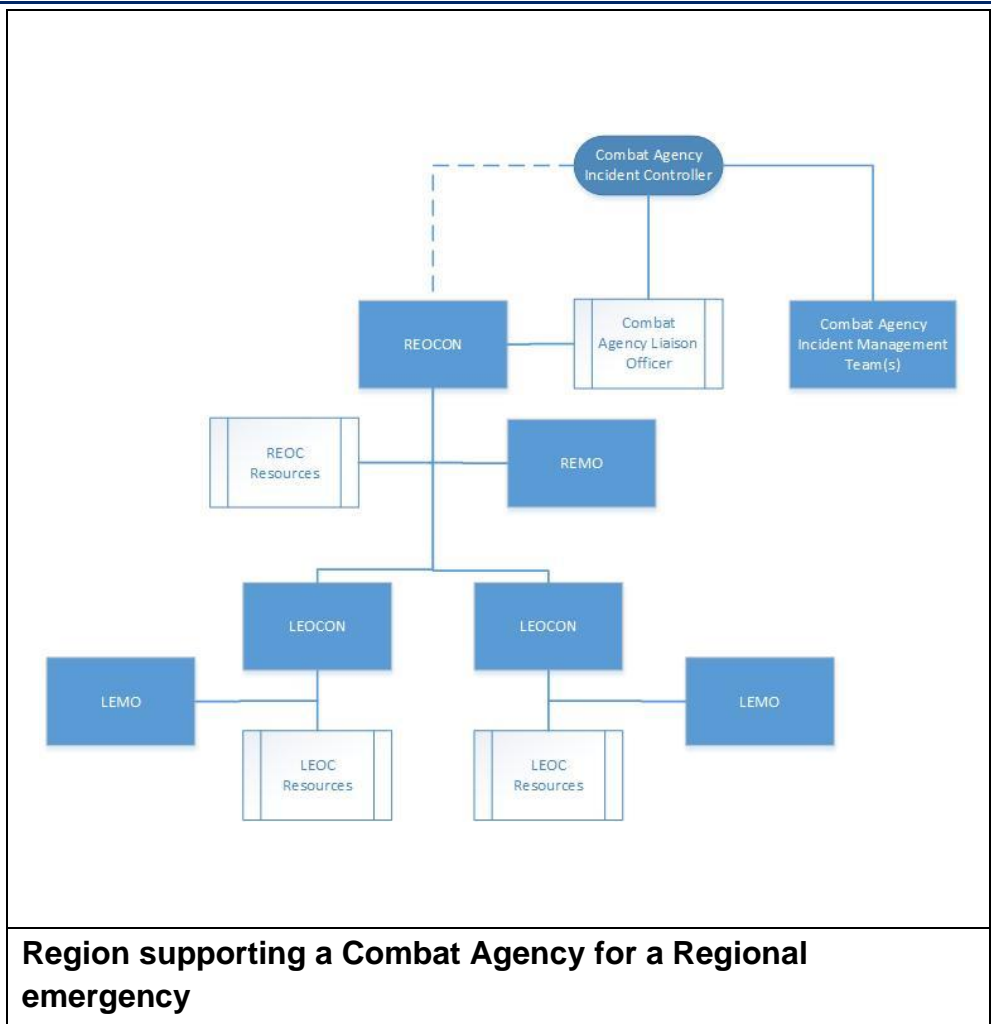 Combat Agency
Incident Controller
REOCON
Combat
Agency Liaison
Officer
Combat Agency
Incident Management
Team(s)
REOC
Resources
REMO
LEOCON
LEOCON
LEMO
LEMO
LEOC
Resources
LEOC
Resources
Region supporting a Combat Agency for a Regional
emergency